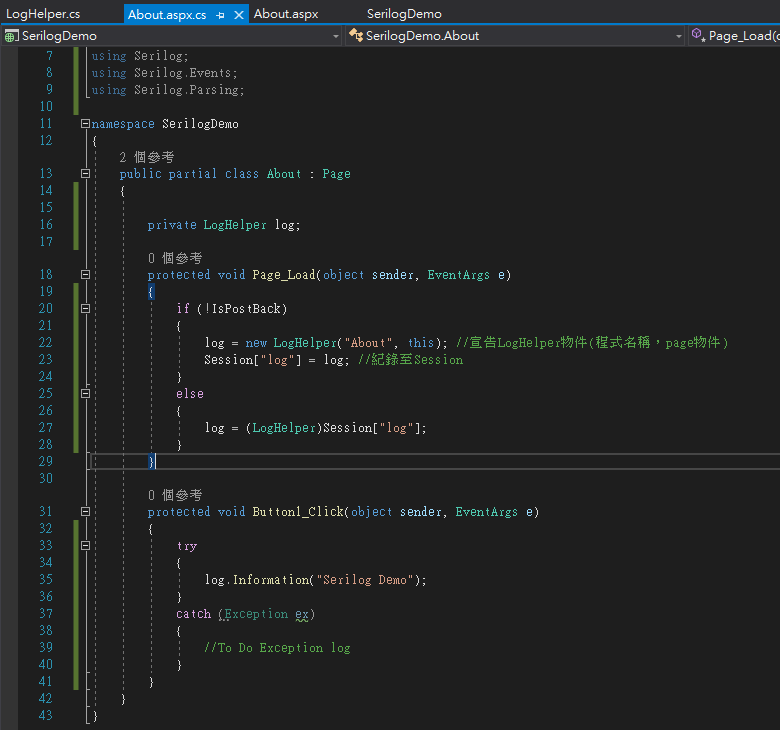 LogHelper.cs About.aspx.cs About.aspx SerilogDemo
SerilogDemo SerilogDemo.About Page_Load(o
7 using Serilog;
8 using Serilog.Events;
9 using Serilog.Parsing;
10
11 namespace SerilogDemo
12 {
2 個參考
13 public partial class About : Page
14 {
15
16 private LogHelper log;
17
0 個參考
18 protected void Page_Load(object sender, EventArgs e)
19 {
20 if (!IsPostBack)
21 {
22 log = new LogHelper("About", this); //宣告LogHelper物件(程式名稱，page物件)
23 Session["log"] = log; //紀錄至Session
24 }
25 else
26 {
27 log = (LogHelper)Session["log"];
28 }
29 }
30
0 個參考
31 protected void Button1_Click(object sender, EventArgs e)
32 {
33 try
34 {
35 log.Information("Serilog Demo");
36 }
37 catch (Exception ex)
38 {
39 //To Do Exception log
40 }
41 }
42 }
43 }